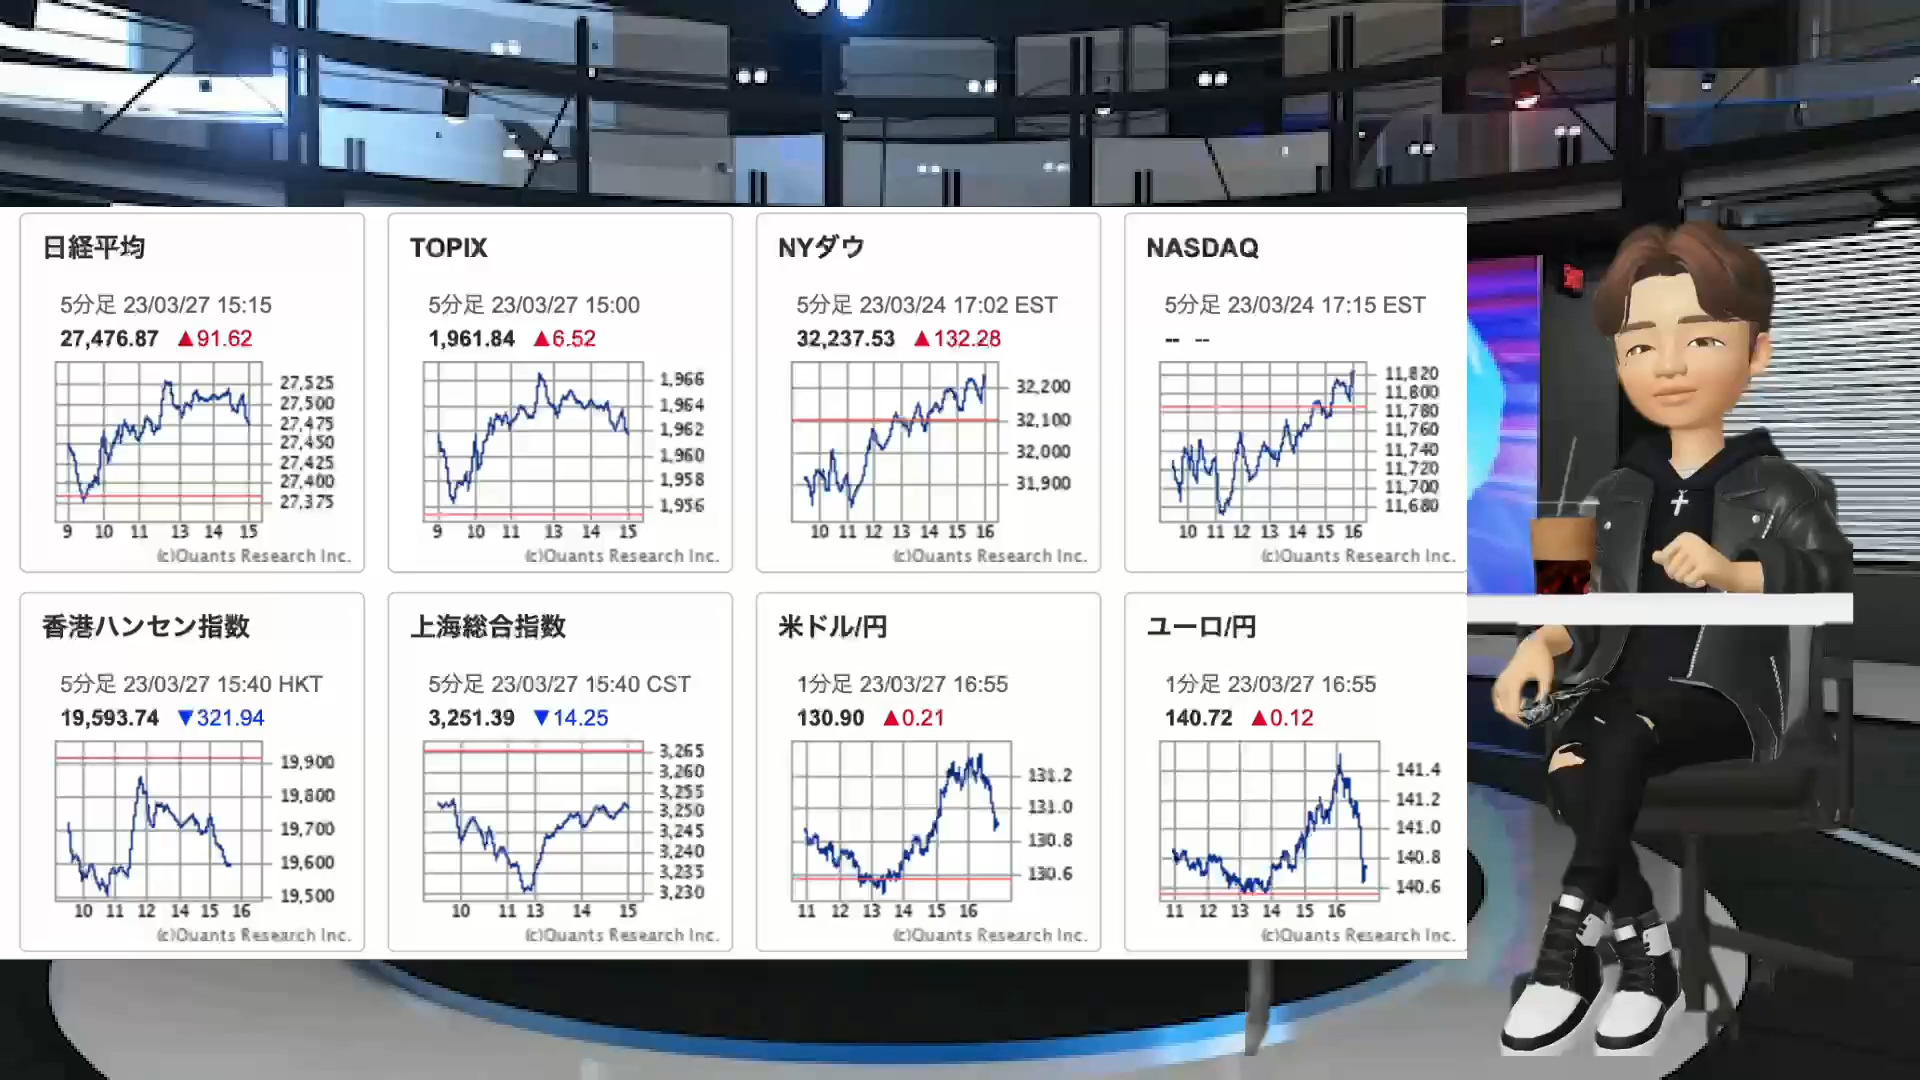 日経平均
5分足 23/03/27 15:15
27,476.87 ▲91.62
27,525
27,500
27,475
27,450
27,425
27,400
27,375
9 10 11 13 14 15
(c)Quants Research Inc.
TOPIX
5分足 23/03/27 15:00
1,961.84 ▲6.52
1,966
1,964
1,962
1,960
1,958
1,956
9 10 11 13 14 15
(c)Quants Research Inc.
NYダウ
5分足 23/03/24 17:02 EST
32,237.53 ▲132.28
32,200
32,100
32,000
31,900
10 11 12 13 14 15 16
(c)Quants Research Inc.
NASDAQ
5分足 23/03/24 17:15 EST
-- --
11,820
11,800
11,780
11,760
11,740
11,720
11,700
11,680
10 11 12 13 14 15 16
(c)Quants Research Inc.
香港ハンセン指数
5分足 23/03/27 15:40 HKT
19,593.74 ▼321.94
19,900
19,800
19,700
19,600
19,500
10 11 12 14 15 16
(c)Quants Research Inc.
上海総合指数
5分足 23/03/27 15:40 CST
3,251.39 ▼14.25
3,265
3,260
3,255
3,250
3,245
3,240
3,235
3,230
10 11 13 14 15
(c)Quants Research Inc.
米ドル/円
1分足 23/03/27 16:55
130.90 ▲0.21
131.2
131.0
130.8
130.6
11 12 13 14 15 16
(c)Quants Research Inc.
ユーロ/円
1分足 23/03/27 16:55
140.72 ▲0.12
141.4
141.2
141.0
140.8
140.6
11 12 13 14 15 16
(c)Quants Research Inc.